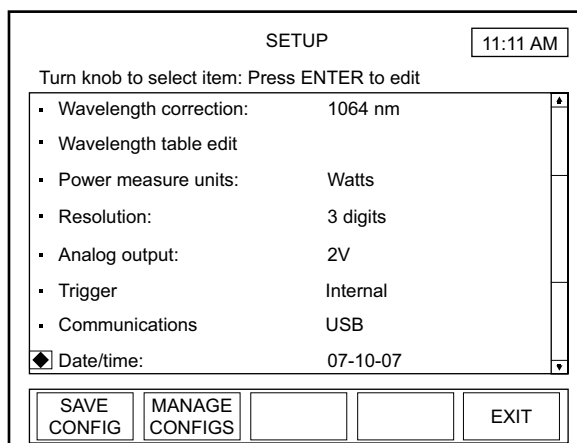 SETUP
11:11 AM
Turn knob to select item: Press ENTER to edit
Wavelength correction: 1064 nm
Wavelength table edit
Power measure units: Watts
Resolution: 3 digits
Analog output: 2V
Trigger Internal
Communications USB
Date/time: 07-10-07
SAVE CONFIG
MANAGE CONFIGS
EXIT